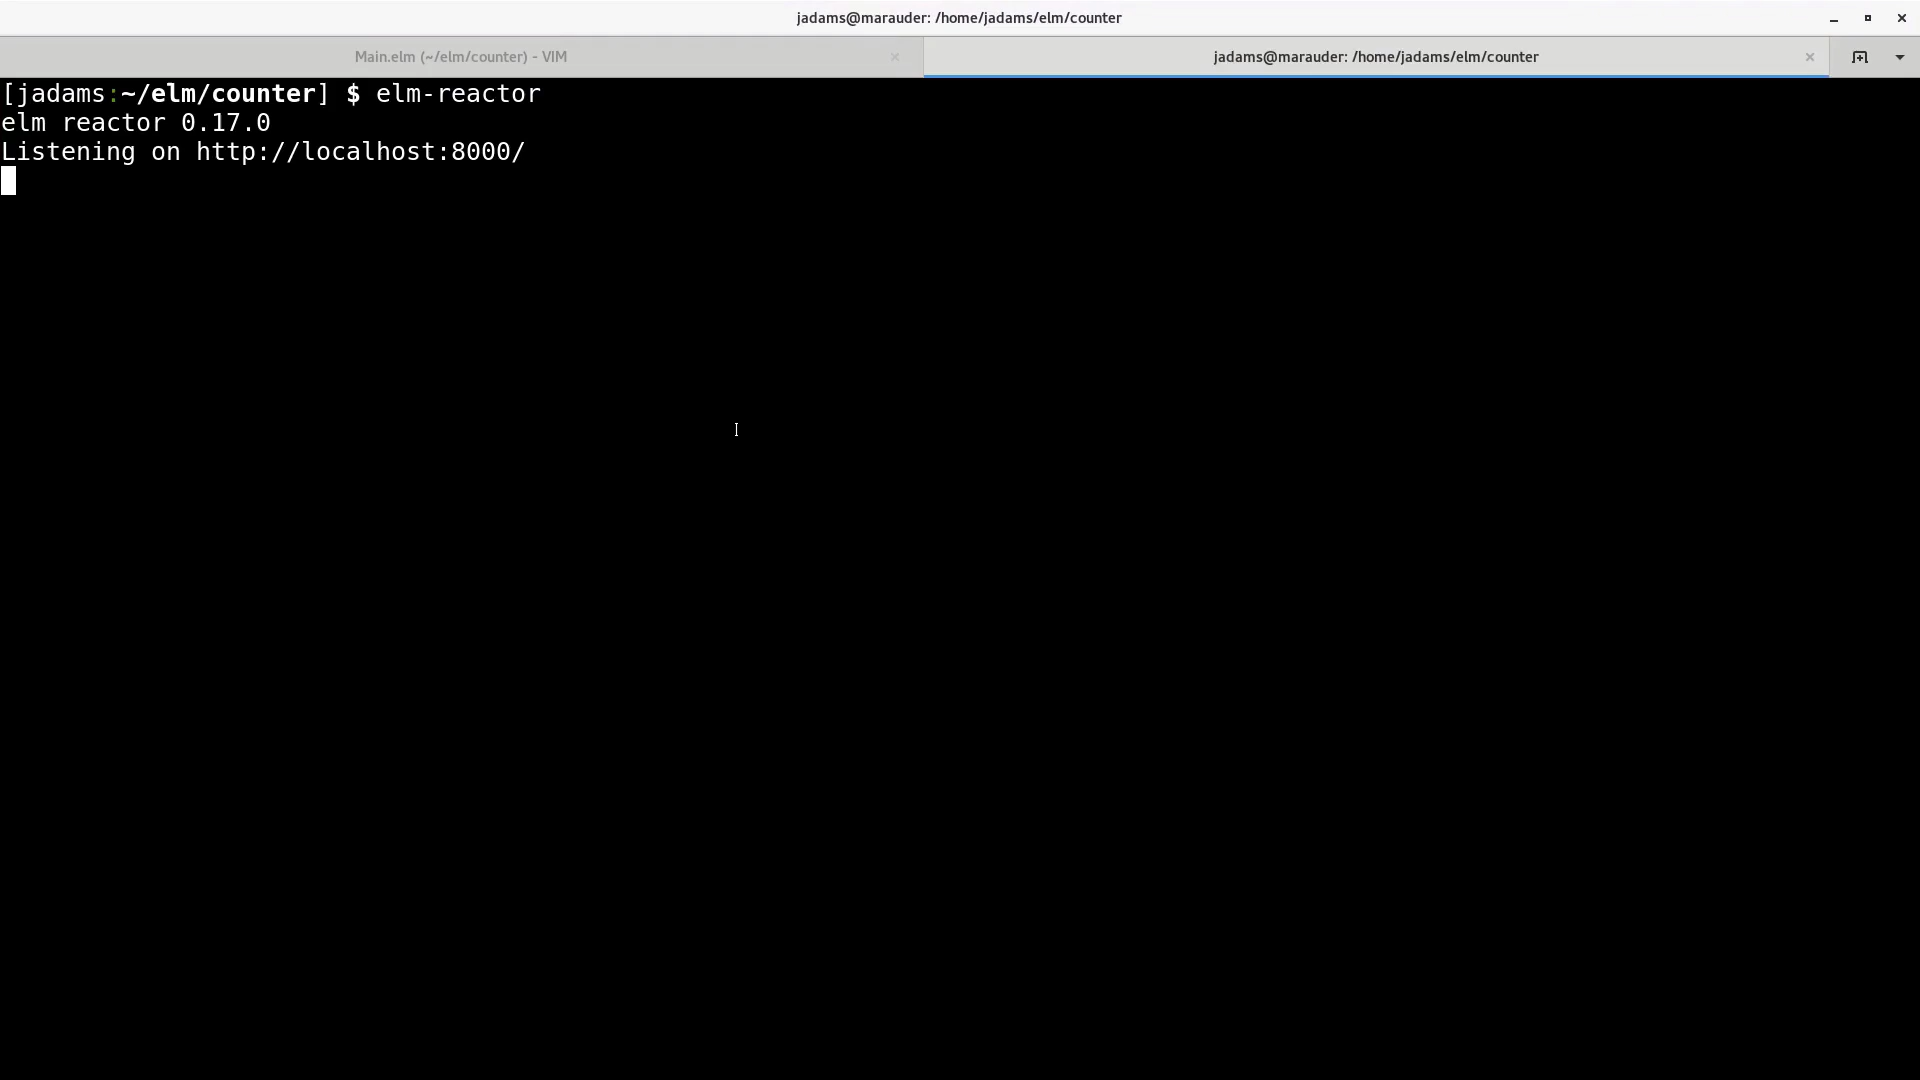 jadams@marauder: /home/jadams/elm/counter
Main.elm (~/elm/counter) - VIM
jadams@marauder: /home/jadams/elm/counter
[jadams:~/elm/counter] $ elm-reactor
elm reactor 0.17.0
Listening on http://localhost:8000/